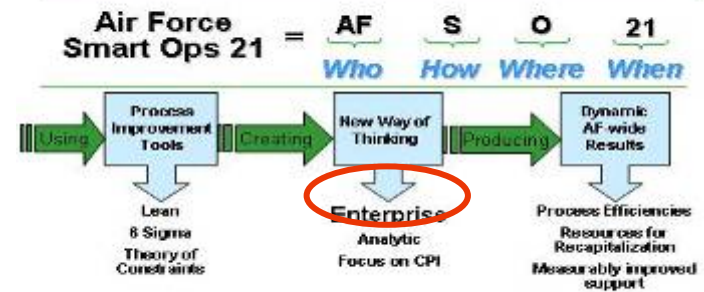 Air Force
Smart Ops 21 = AF S O 21
Who How Where When
Using
Process
Improvement
Tools
Creating
New Way of
Thinking
Producing
Dynamic
AF-wide
Results
Lean
6 Sigma
Theory of
Constraints
Enterprise
Analytic
Focus on CPI
Process Efficiencies
Resources for
Recapitalization
Measurably improved
support